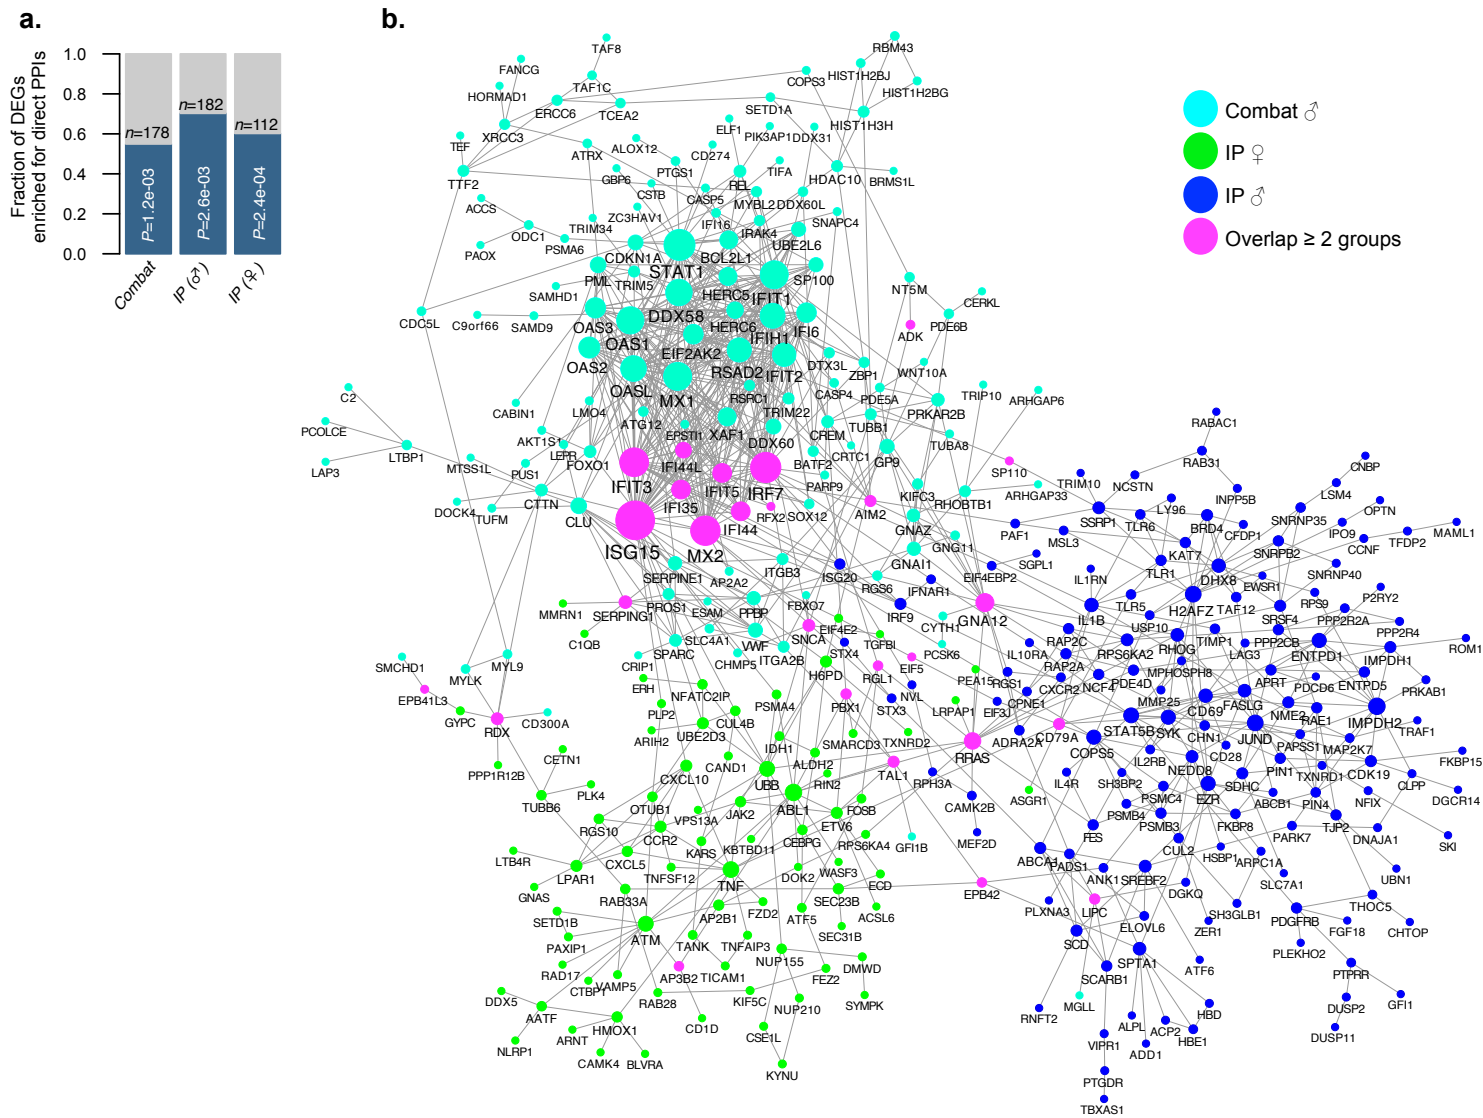 a.
b.
Fraction of DEGs
enriched for direct PPIs
1.0
0.8
0.6
0.4
0.2
0.0
n=178
n=182
n=112
P=1.2e-03
P=2.6e-03
P=2.4e-04
Combat
IP (♂)
IP (♀)
Combat ♂
IP ♀
IP ♂
Overlap ≥ 2 groups
TAF8
RBM43
FANCG
TAF1C
COPS3
HIST1H2BJ
HORMAD1
HIST1H2BG
ERCC6
TCEA2
SETD1A
XRCC3
HIST1H3H
TEF
ATRX
ALOX12
ELF1
PIK3AP1
DDX31
CD274
TIFA
PTGS1
TTF2
GBP6
CSTB
CASP5
REL
HDAC10
BRMS1L
MYBL2
DDX60L
ACCS
ZC3HAV1
IFI16
SNAPC4
ODC1
TRIM34
IRAK4
UBE2L6
PAOX
PSMA6
CDKN1A
BCL2L1
STAT1
PML
TRIM5
SP100
SAMHD1
HERC5
IFIT1
NT5M
CERKL
CDC5L
C9orf66
SAMD9
OAS3
DDX58
HERC6
IFI6
ADK
PDE6B
OAS1
IFIH1
EIF2AK2
OAS2
RSAD2
IFIT2
DTX3L
ZBP1
WNT10A
OASL
MX1
RSRC1
CASP4
PDE5A
TRIP10
ARHGAP6
C2
CABIN1
LMO4
ATG12
TRIM22
PRKAR2B
PCOLCE
AKT1S1
EPSTI1
XAF1
DDX60
CREM
TUBB1
TUBA8
LAP3
LTBP1
MTSS1L
PUS1
LEPR
FOXO1
IFI44L
BATF2
CRTC1
GP9
SP110
IFIT3
IFIT5
IRF7
PARP9
KIFC3
ARHGAP33
DOCK4
TUFM
CTTN
CLU
IFI35
RFX2
SOX12
AIM2
RHOBTB1
GNAZ
ISG15
MX2
IFI44
GNG11
GNAI1
SERPINE1
AP2A2
ITGB3
ISG20
EIF4EBP2
SGPL1
RGS6
IFNAR1
MMRN1
SERPING1
PROS1
ESAM
PPBP
FBXO7
IRF9
CYTH1
GNA12
C1QB
SLC4A1
VWF
SNCA
EIF4E2
TGFBI
PCSK6
IL10RA
SPARC
ITGA2B
STX4
EIF5
SMCHD1
MYL9
MYLK
CRIP1
CHMP5
H6PD
RGL1
PEA15
RGS1
EPB41L3
ERH
NFATC2IP
PSMA4
PBX1
NVL
STX3
LRPAP1
EIF3J
CPNE1
GYPC
RDX
CD300A
PLP2
CUL4B
ARIH2
UBE2D3
IDH1
SMARCD3
TXNRD2
RRAS
ADRA2A
CD79A
PPP1R12B
CETN1
CXCL10
CAND1
UBB
ALDH2
RIN2
TAL1
RPH3A
PLK4
TUBB6
OTUB1
VPS13A
JAK2
ABL1
FOSB
CAMK2B
ASGR1
RGS10
CCR2
KARS
KBTBD11
CEBPG
ETV6
RPS6KA4
GFI1B
MEF2D
LTB4R
LPAR1
CXCL5
TNFSF12
TNF
DOK2
WASF3
ECD
GNAS
RAB33A
SEC23B
EPB42
SETD1B
AP2B1
FZD2
ATF5
ACSL6
PAXIP1
ATM
TANK
TNFAIP3
SEC31B
RAD17
CTBP1
VAMP5
AP3B2
TICAM1
NUP155
FEZ2
DMWD
DDX5
RAB28
KIF5C
NUP210
SYMPK
AATF
ARNT
HMOX1
CD1D
CSE1L
NLRP1
CAMK4
BLVRA
KYNU
RABAC1
RAB31
CNBP
TRIM10
NCSTN
LSM4
LY96
INPP5B
OPTN
SSRP1
TLR6
BRD4
CFDP1
SNRNP35
PAF1
MSL3
KAT7
IPO9
CCNF
TFDP2
MAML1
SNRPB2
TLR1
DHX8
IL1RN
EWSR1
SNRNP40
TLR5
H2AFZ
TAF12
RPS9
P2RY2
IL1B
USP10
SRSF4
PPP2R2A
PPP2R4
RAP2C
RPS6KA2
RHOG
TIMP1
PPP2CB
ENTPD1
ROM1
RAP2A
LAG3
IMPDH1
MPHOSPH8
CXCR2
NCF4
PDE4D
APRT
PDCD6
ENTPD5
PRKAB1
MMP25
CD69
FASLG
NME2
RAE1
IMPDH2
STAT5B
SYK
CHN1
JUND
PAPSS1
TRAF1
COPS5
IL2RB
CD28
MAP2K7
FKBP15
IL4R
SH3BP2
NEDD8
SDHC
PIN1
TXNRD1
CDK19
PSMC4
EZR
ABCB1
PIN4
NFIX
CLPP
DGCR14
PSMB4
PSMB3
FKBP8
TJP2
FES
PARK7
DNAJA1
SKI
ABCA1
CUL2
HSBP1
ARPC1A
FADS1
ANK1
SREBF2
SLC7A1
UBN1
PLXNA3
LIPC
DGKQ
SH3GLB1
THOC5
ELOVL6
ZER1
PDGFRB
FGF18
CHTOP
SCD
PLEKHO2
SPTA1
ATF6
SCARB1
PTPRR
MGLL
RNFT2
HBD
DUSP2
GFI1
ALPL
ACP2
HBE1
DUSP11
VIPR1
ADD1
PTGDR
TBXAS1